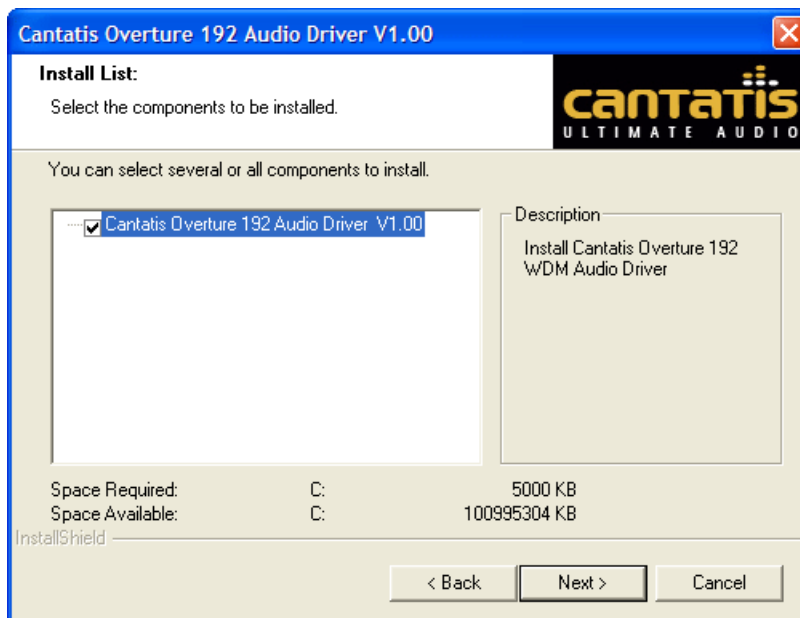 Cantatis Overture 192 Audio Driver V1.00
Install List:
Select the components to be installed.
cantatis
ULTIMATE AUDIO
You can select several or all components to install.
Cantatis Overture 192 Audio Driver  V1.00
Description
Install Cantatis Overture 192
WDM Audio Driver
Space Required: C: 5000 KB
Space Available: C: 100995304 KB
InstallShield
< Back Next > Cancel